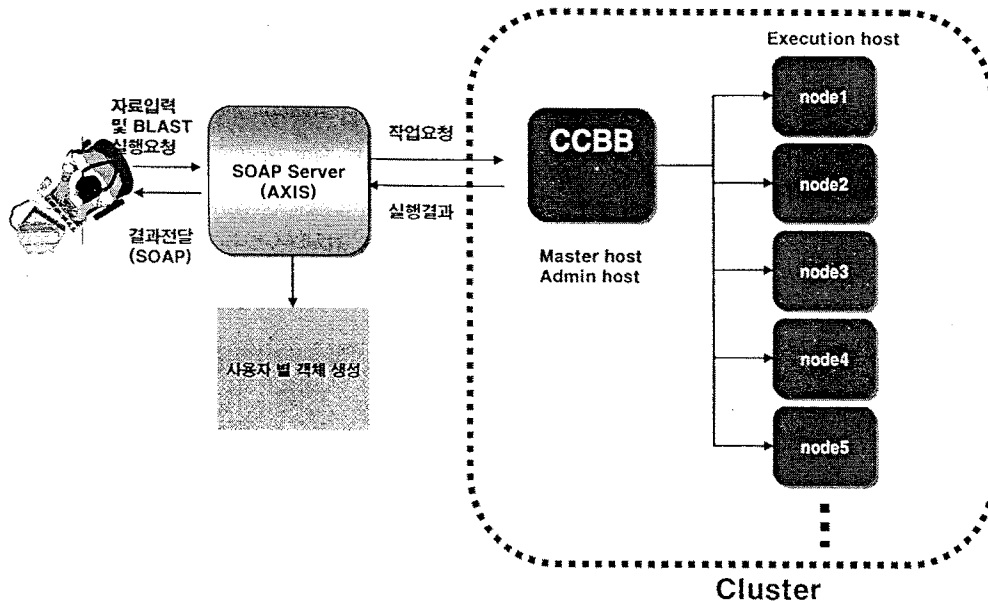 자료입력
및 BLAST
실행요청
결과전달
(SOAP)
SOAP Server
(AXIS)
사용자 별 객체 생성
작업요청
실행결과
CCBB
Master host
Admin host
Execution host
node1
node2
node3
node4
node5
Cluster